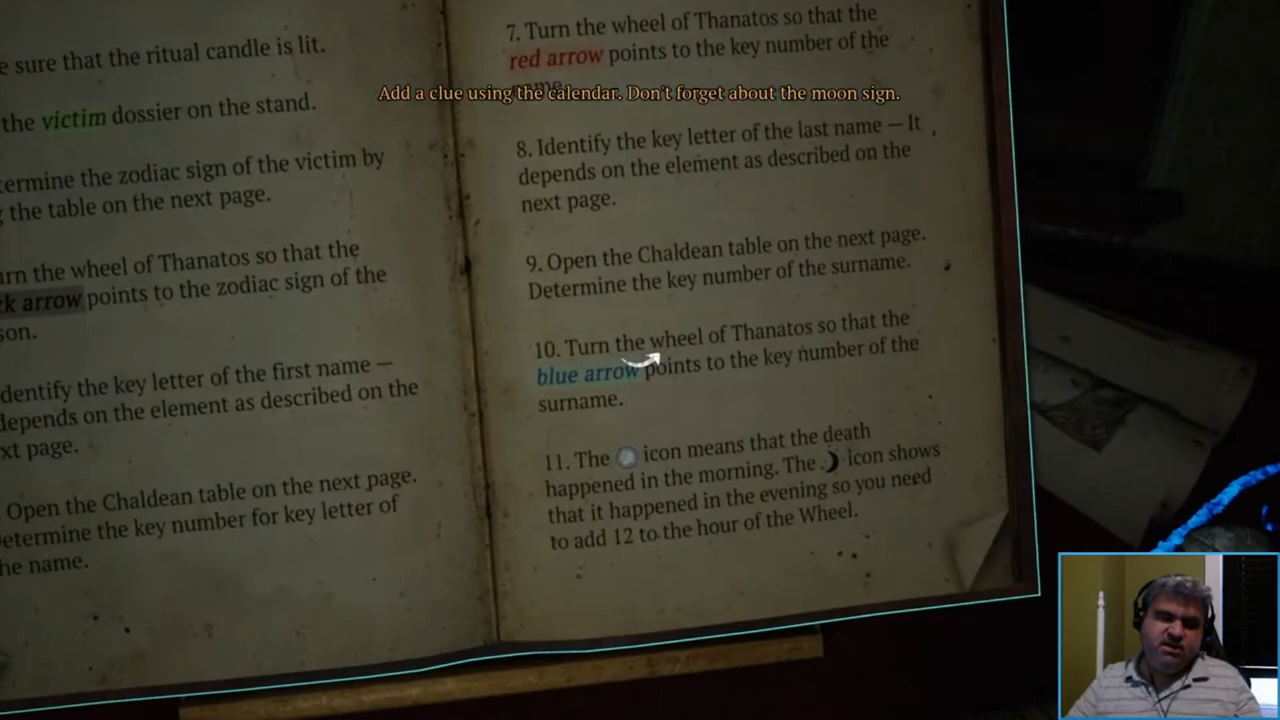 e sure that the ritual candle is lit.
the victim dossier on the stand.
termine the zodiac sign of the victim by
the table on the next page.
urn the wheel of Thanatos so that the
ck arrow points to the zodiac sign of the
son.
dentify the key letter of the first name —
depends on the element as described on the
xt page.
Open the Chaldean table on the next page.
etermine the key number for key letter of
he name.
7. Turn the wheel of Thanatos so that the
red arrow points to the key number of the
name.
Add a clue using the calendar. Don't forget about the moon sign.
8. Identify the key letter of the last name — It
depends on the element as described on the
next page.
9. Open the Chaldean table on the next page.
Determine the key number of the surname.
10. Turn the wheel of Thanatos so that the
blue arrow points to the key number of the
surname.
11. The icon means that the death
happened in the morning. The icon shows
that it happened in the evening so you need
to add 12 to the hour of the Wheel.